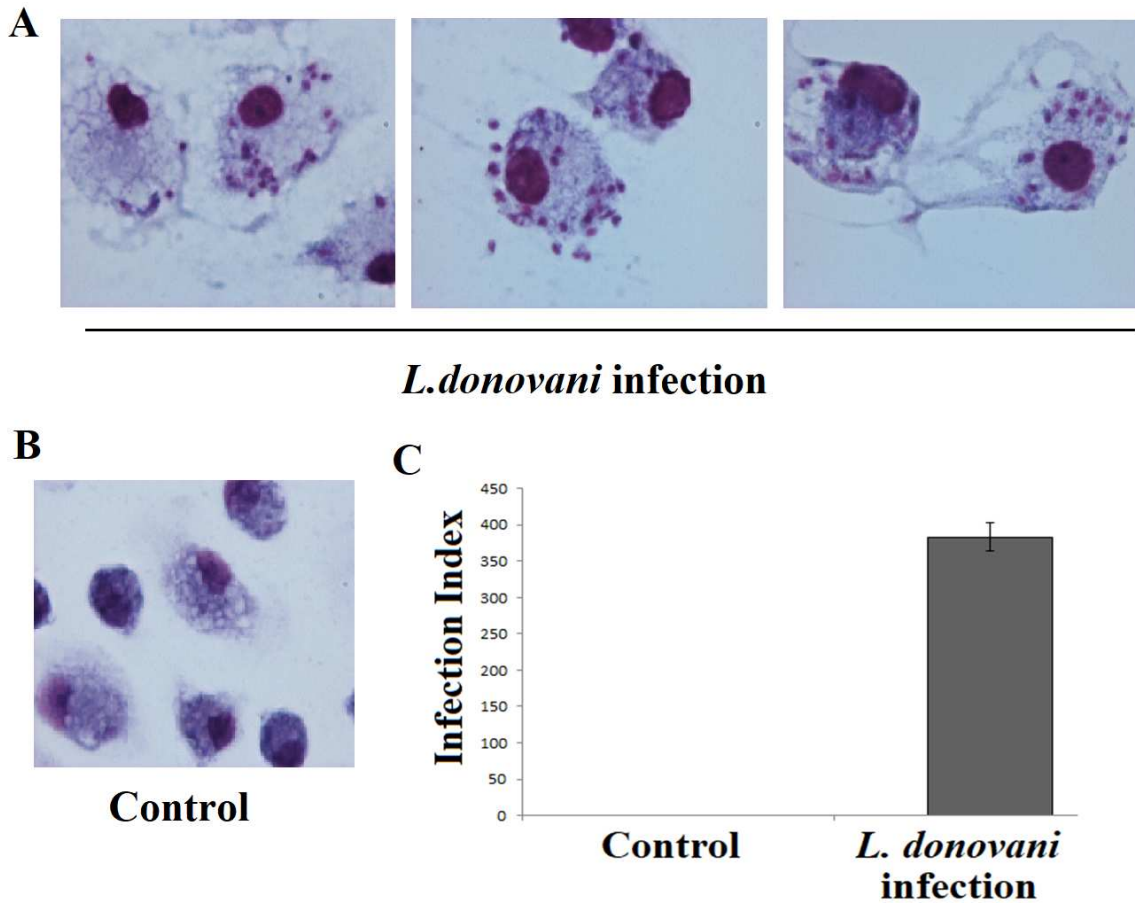 A
L.donovani infection
B
Control
C
Infection Index
450
400
350
300
250
200
150
100
50
0
Control
L. donovani
infection